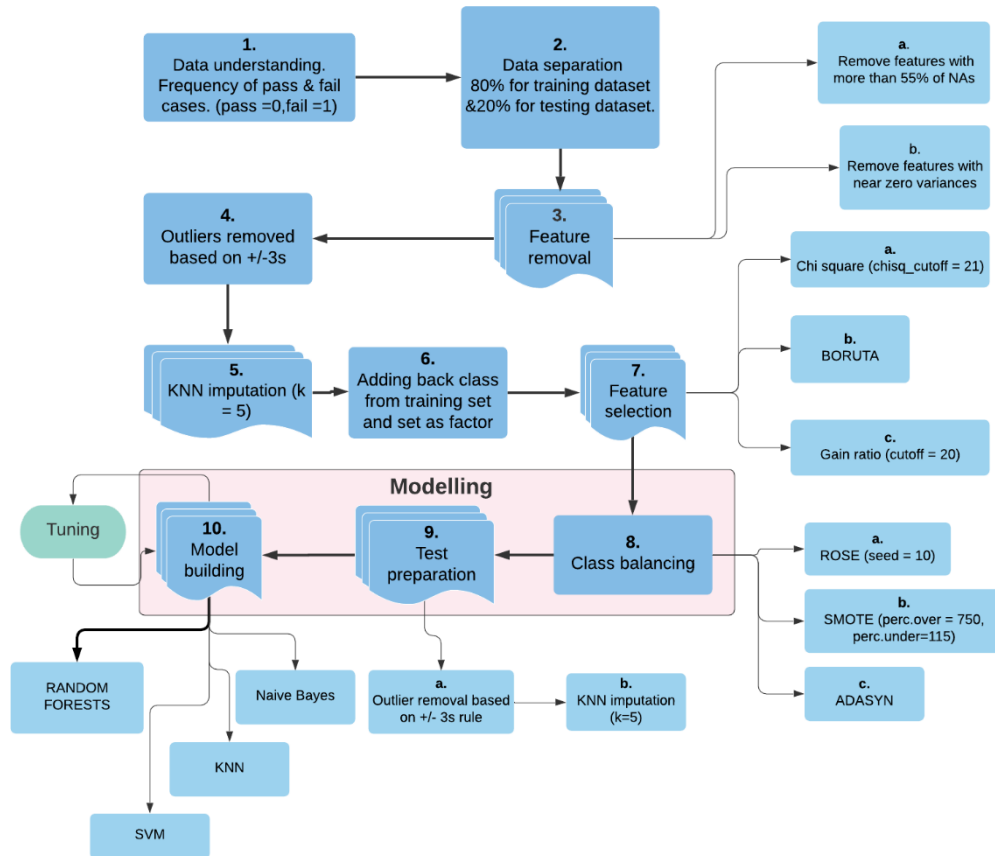 1.
Data understanding.
Frequency of pass & fail
cases. (pass =0,fail =1)
2.
Data separation
80% for training dataset
&20% for testing dataset.
a.
Remove features with
more than 55% of NAs
b.
Remove features with
near zero variances
3.
Feature
removal
4.
Outliers removed
based on +/-3s
a.
Chi square (chisq_cutoff = 21)
b.
BORUTA
c.
Gain ratio (cutoff = 20)
5.
KNN imputation (k
= 5)
6.
Adding back class
from training set
and set as factor
7.
Feature
selection
Modelling
Tuning
10.
Model
building
9.
Test
preparation
8.
Class balancing
a.
ROSE (seed = 10)
b.
SMOTE (perc.over = 750,
perc.under=115)
c.
ADASYN
RANDOM
FORESTS
Naive Bayes
KNN
SVM
a.
Outlier removal based
on +/- 3s rule
b.
KNN imputation
(k=5)